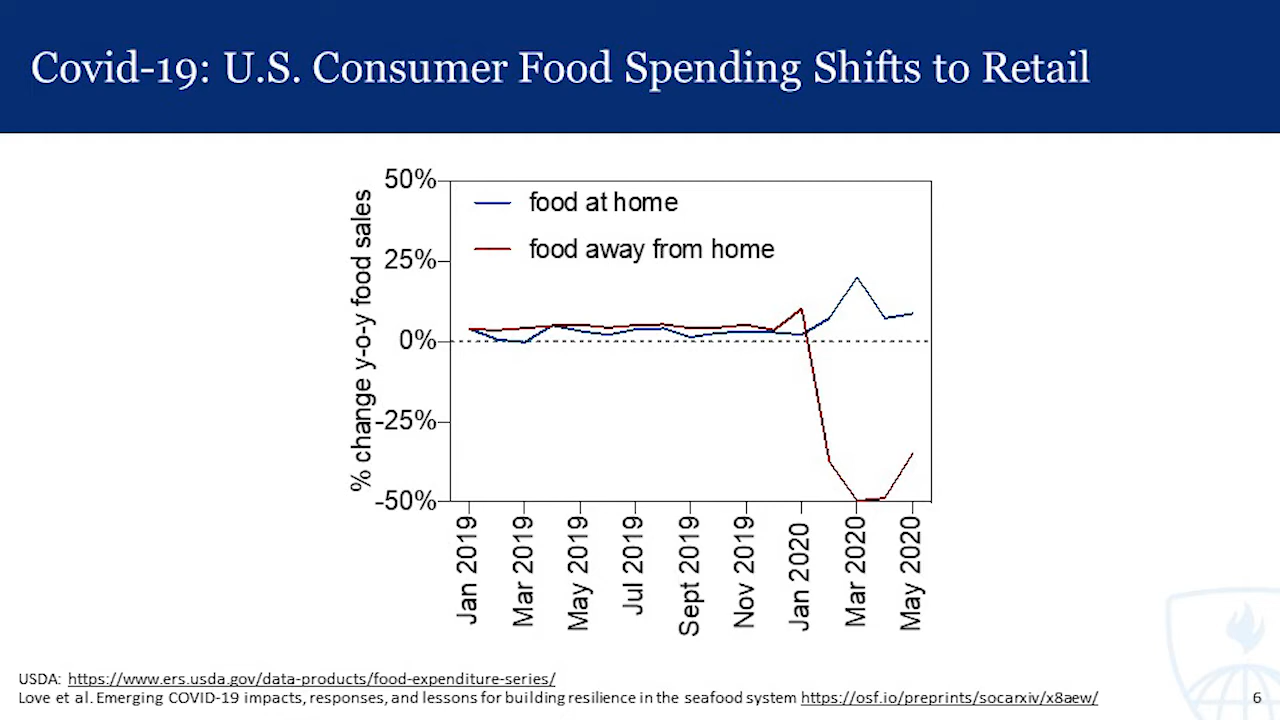 Covid-19: U.S. Consumer Food Spending Shifts to Retail
% change y-o-y food sales
50%
25%
0%
-25%
-50%
food at home
food away from home
Jan 2019
Mar 2019
May 2019
Jul 2019
Sept 2019
Nov 2019
Jan 2020
Mar 2020
May 2020
USDA: https://www.ers.usda.gov/data-products/food-expenditure-series/
Love et al. Emerging COVID-19 impacts, responses, and lessons for building resilience in the seafood system https://osf.io/preprints/socarxiv/x8aew/
6